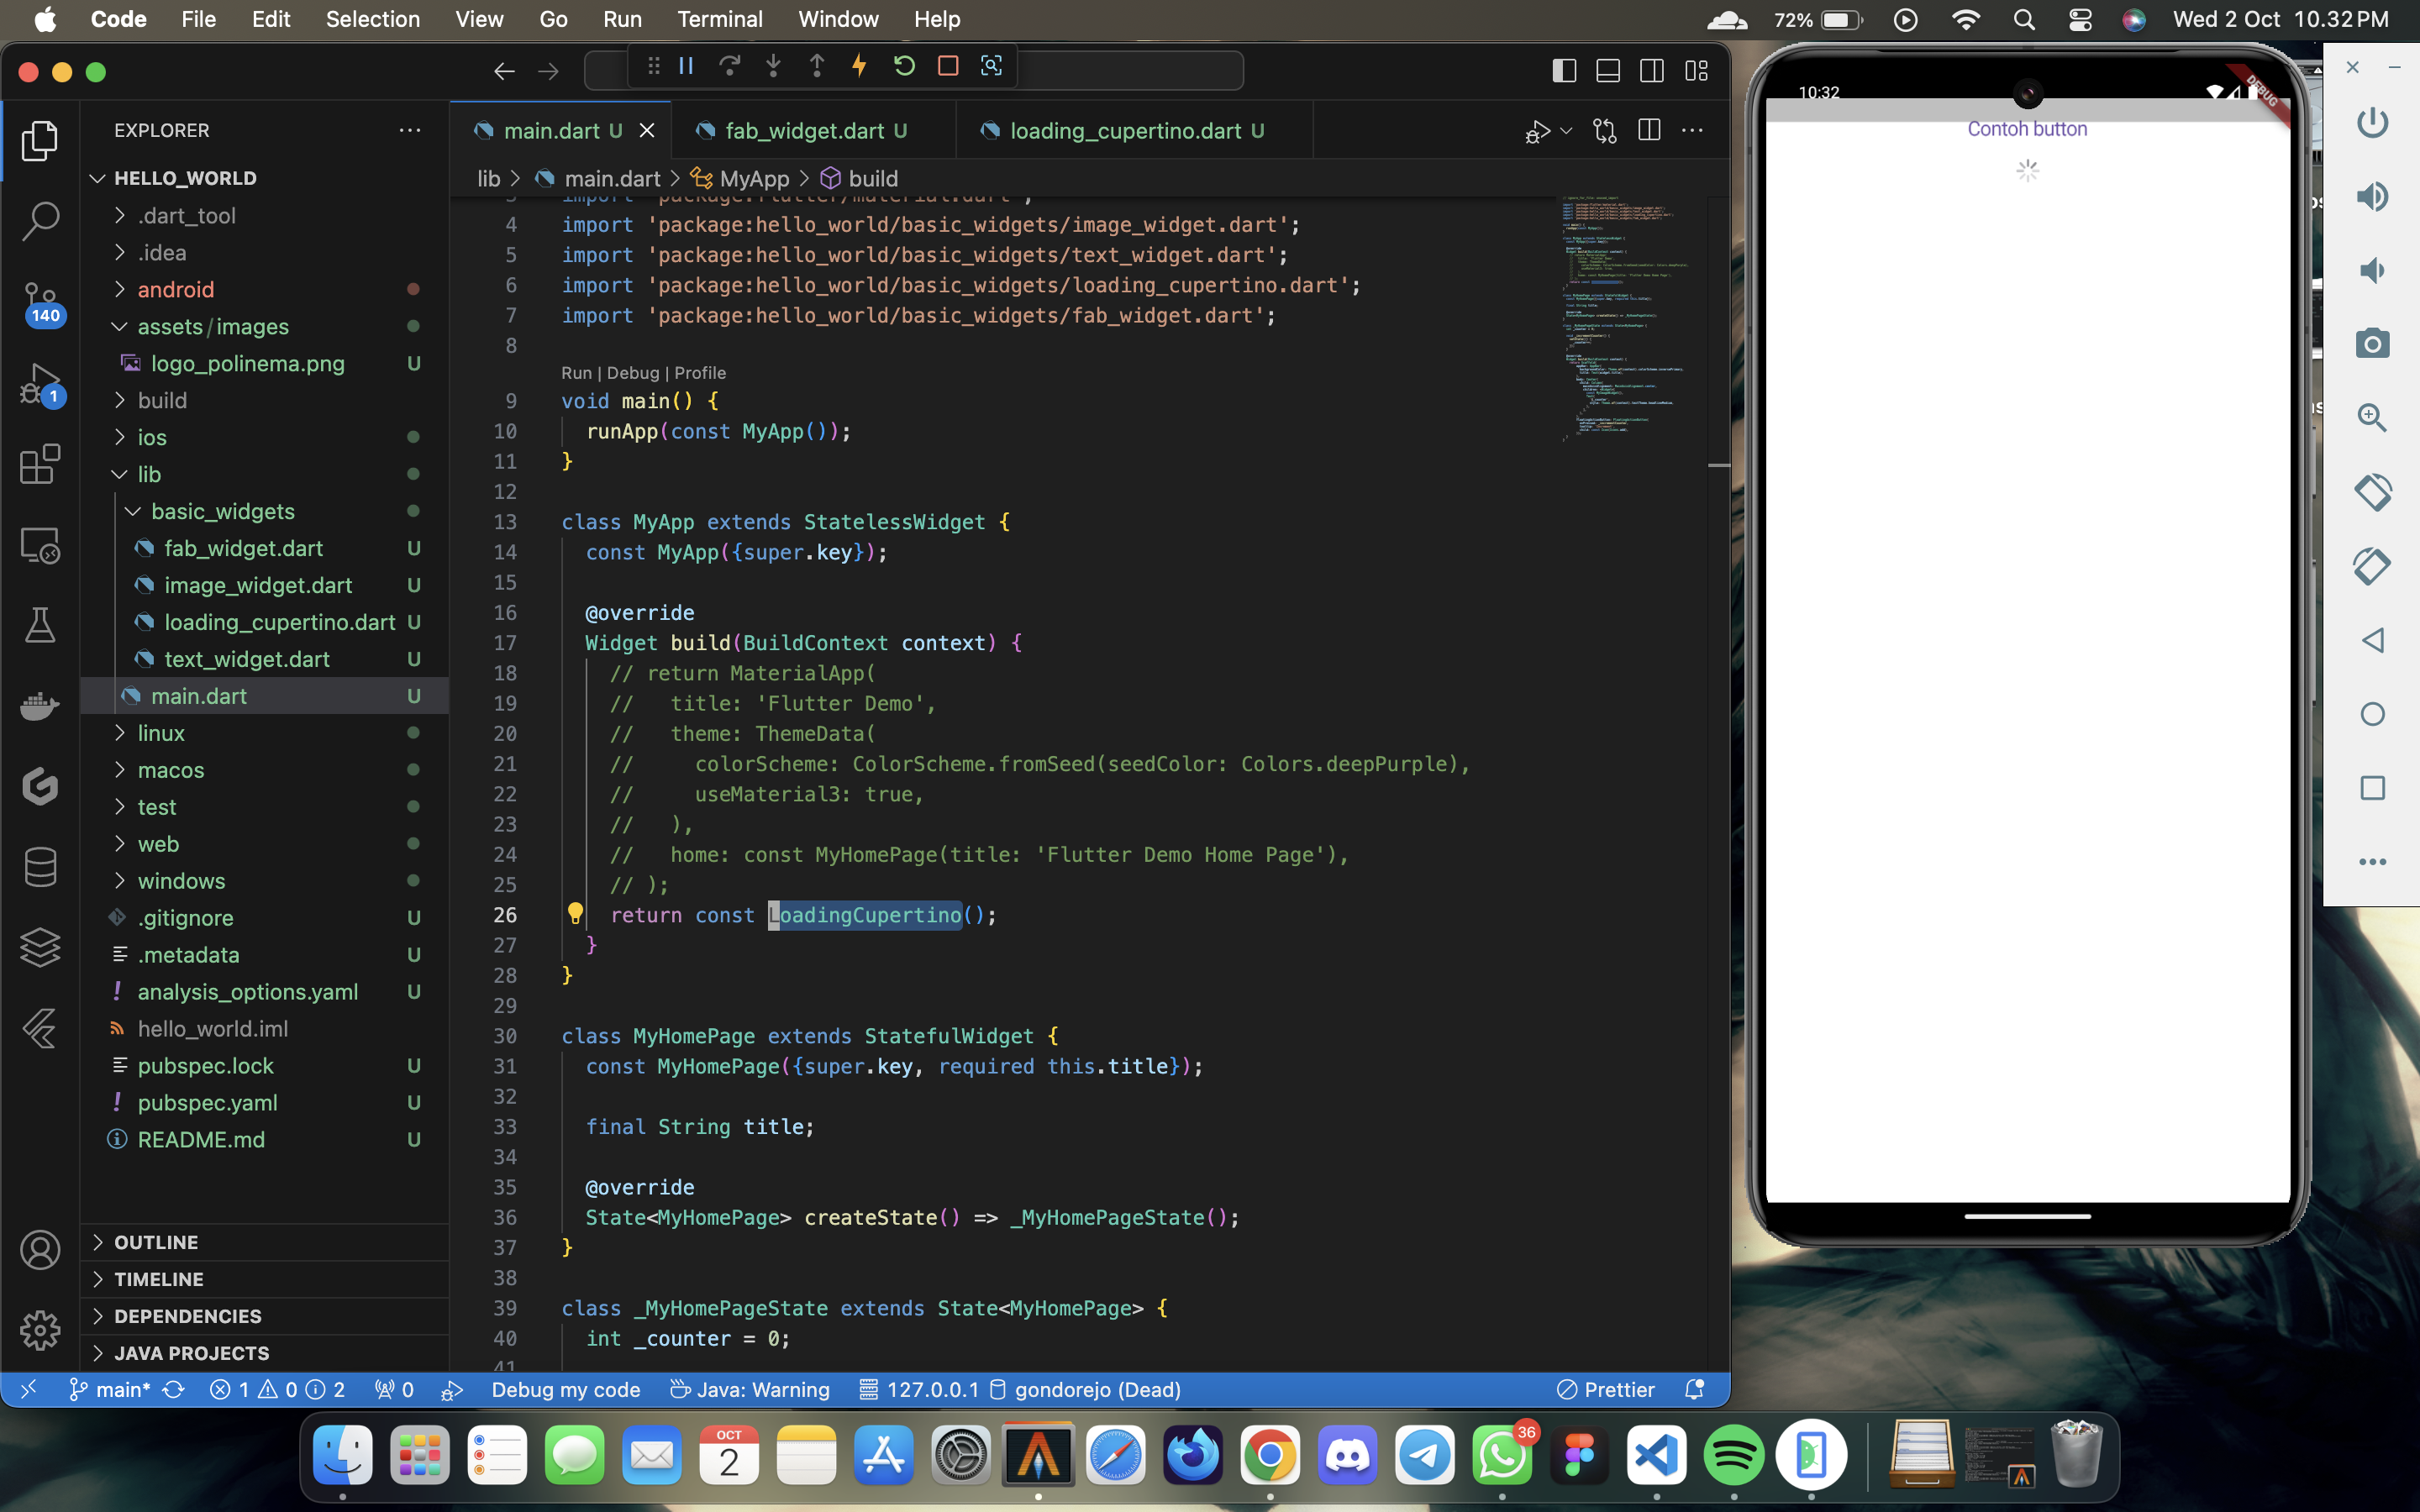 Code File Edit Selection View Go Run Terminal Window Help 72% Wed 2 Oct 10.32 PM
EXPLORER
HELLO_WORLD
.dart_tool
.idea
android
assets/images
logo_polinema.png U
build
ios
lib
basic_widgets
fab_widget.dart U
image_widget.dart U
loading_cupertino.dart U
text_widget.dart U
main.dart U
linux
macos
test
web
windows
.gitignore U
.metadata U
analysis_options.yaml U
hello_world.iml
pubspec.lock U
pubspec.yaml U
README.md U
OUTLINE
TIMELINE
DEPENDENCIES
JAVA PROJECTS
140
1
main.dart U fab_widget.dart U loading_cupertino.dart U
lib > main.dart > MyApp > build
import 'package:flutter/material.dart';
4 import 'package:hello_world/basic_widgets/image_widget.dart';
5 import 'package:hello_world/basic_widgets/text_widget.dart';
6 import 'package:hello_world/basic_widgets/loading_cupertino.dart';
7 import 'package:hello_world/basic_widgets/fab_widget.dart';
8
Run | Debug | Profile
9 void main() {
10 runApp(const MyApp());
11 }
12
13 class MyApp extends StatelessWidget {
14 const MyApp({super.key});
15
16 @override
17 Widget build(BuildContext context) {
18 // return MaterialApp(
19 // title: 'Flutter Demo',
20 // theme: ThemeData(
21 // colorScheme: ColorScheme.fromSeed(seedColor: Colors.deepPurple),
22 // useMaterial3: true,
23 // ),
24 // home: const MyHomePage(title: 'Flutter Demo Home Page'),
25 // );
26 return const LoadingCupertino();
27 }
28 }
29
30 class MyHomePage extends StatefulWidget {
31 const MyHomePage({super.key, required this.title});
32
33 final String title;
34
35 @override
36 State<MyHomePage> createState() => _MyHomePageState();
37 }
38
39 class _MyHomePageState extends State<MyHomePage> {
40 int _counter = 0;
41
main* 1 0 2 0 Debug my code Java: Warning 127.0.0.1 gondorejo (Dead) Prettier
10:32
DEBUG
Contoh button
OCT
2
36